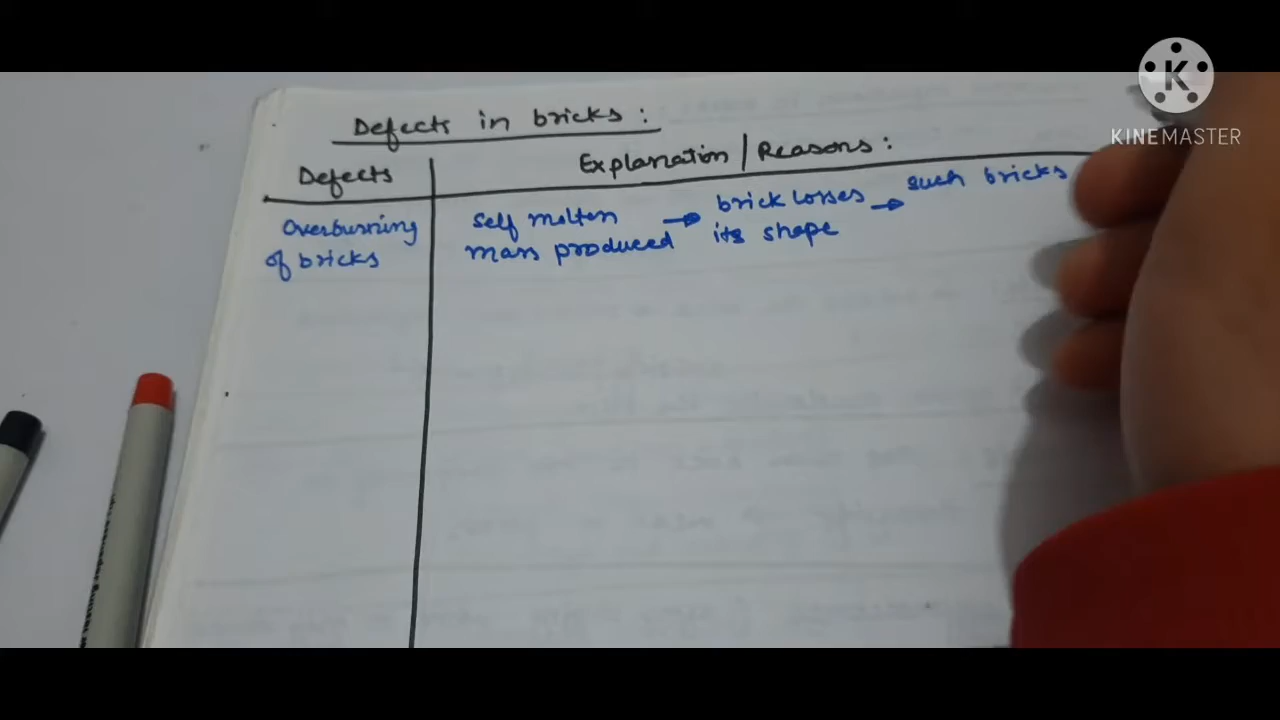 KINEMASTER
Defects in bricks :
Defects
Explanation / Reasons :
Overburning
of bricks
self molten
mass produced
→ brick losses
its shape
→ such bricks